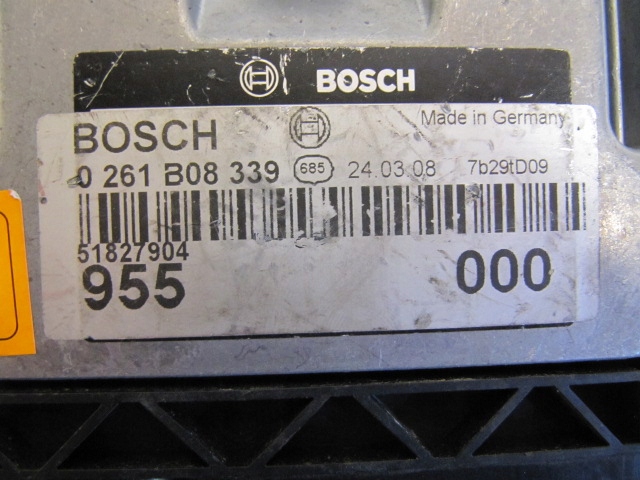 BOSCH
BOSCH Made in Germany
0 261 B08 339 685 24.03.08 7b29tD09
51827904
955 000